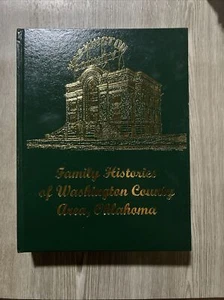 Family Histories
of Washington County
Area, Oklahoma